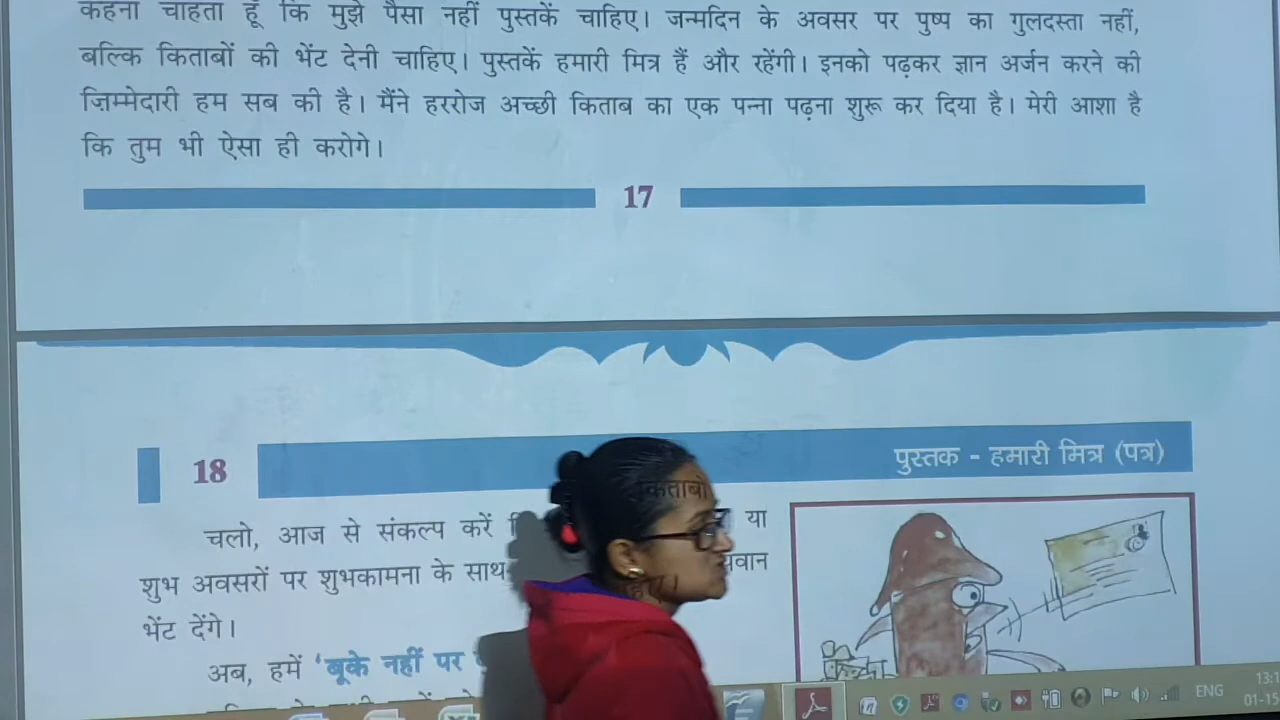 कहना चाहता हूँ कि मुझे पैसा नहीं पुस्तकें चाहिए। जन्मदिन के अवसर पर पुष्प का गुलदस्ता नहीं,
बल्कि किताबों की भेंट देनी चाहिए। पुस्तकें हमारी मित्र हैं और रहेंगी। इनको पढ़कर ज्ञान अर्जन करने की
ज़िम्मेदारी हम सब की है। मैंने हररोज अच्छी किताब का एक पन्ना पढ़ना शुरू कर दिया है। मेरी आशा है
कि तुम भी ऐसा ही करोगे।
17
18 पुस्तक - हमारी मित्र (पत्र)
चलो, आज से संकल्प करें किताबों या
शुभ अवसरों पर शुभकामना के साथ
भेंट देंगे।
अब, हमें 'बूके नहीं पर
ENG